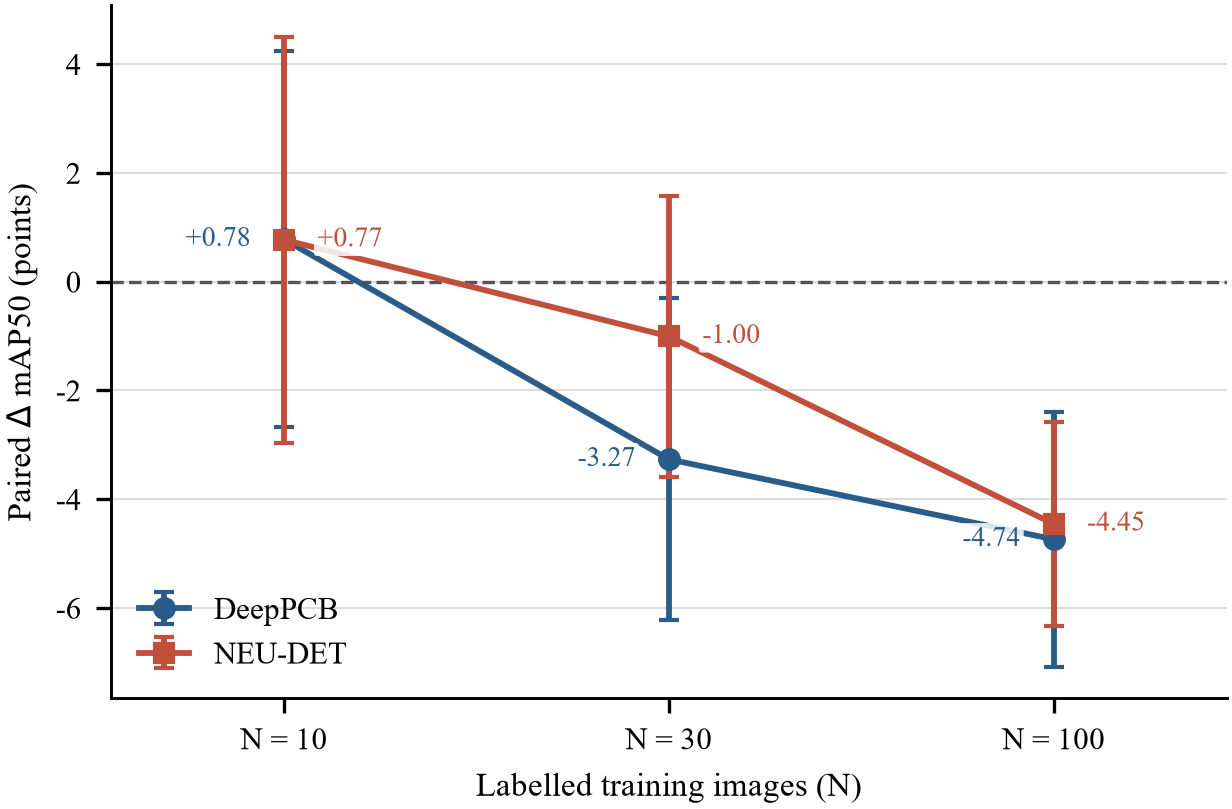 4
2
0
-2
-4
-6
Paired Δ mAP50 (points)
+0.78
+0.77
-1.00
-3.27
-4.74
-4.45
DeepPCB
NEU-DET
N = 10
N = 30
N = 100
Labelled training images (N)